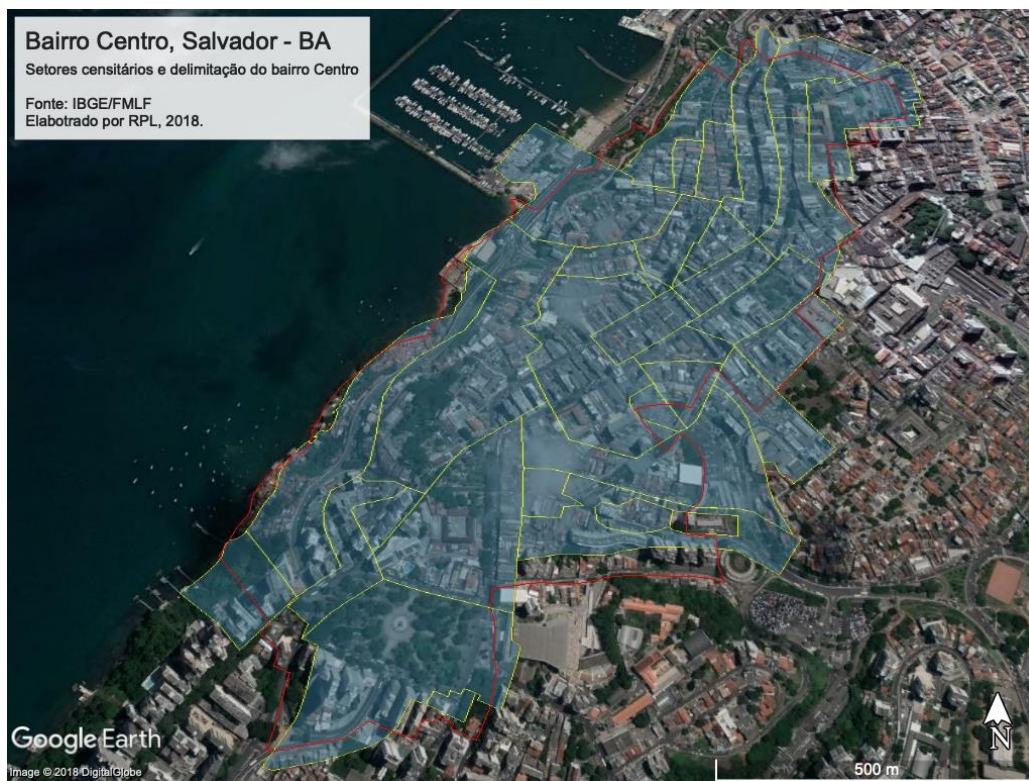 Bairro Centro, Salvador - BA
Setores censitários e delimitação do bairro Centro
Fonte: IBGE/FMLF
Elabotrado por RPL, 2018.
N
Google Earth
Image © 2018 DigitalGlobe
500 m